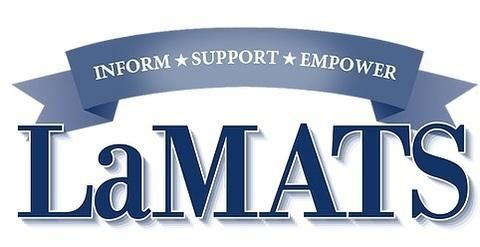 INFORM ★ SUPPORT ★ EMPOWER
LaMATS